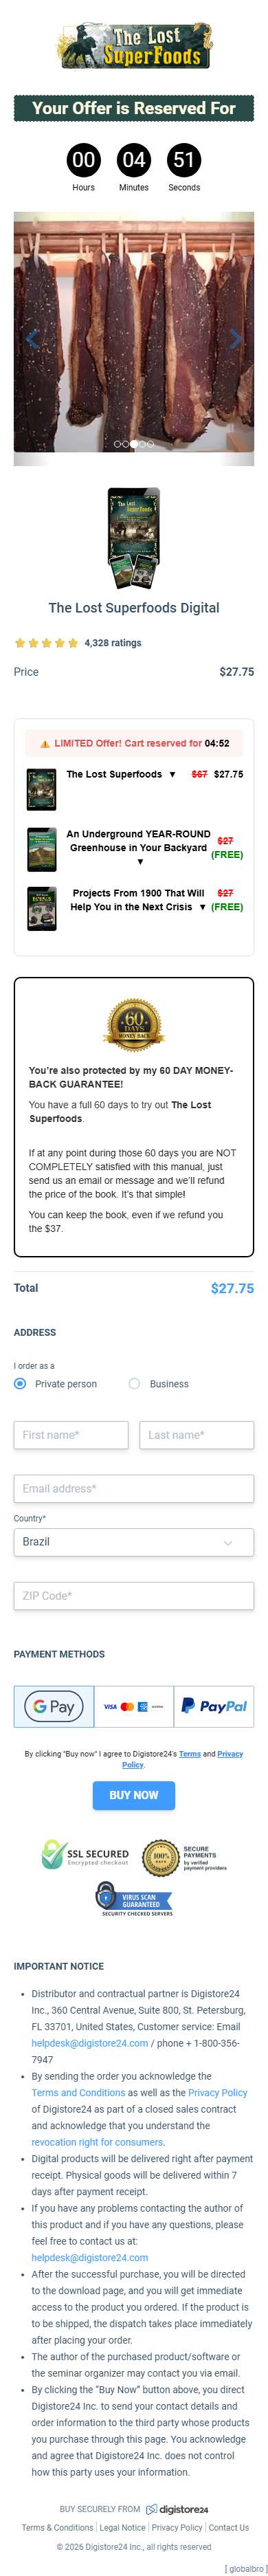 The Lost
SuperFoods
Your Offer is Reserved For
00 04 51
Hours Minutes Seconds
The Lost Superfoods Digital
4,328 ratings
Price $27.75
LIMITED Offer! Cart reserved for 04:52
The Lost Superfoods ▼ $67 $27.75
An Underground YEAR-ROUND
Greenhouse in Your Backyard
▼
$27
(FREE)
Projects From 1900 That Will
Help You in the Next Crisis ▼
$27
(FREE)
60
DAYS
MONEY BACK
You're also protected by my 60 DAY MONEY-
BACK GUARANTEE!
You have a full 60 days to try out The Lost
Superfoods.
If at any point during those 60 days you are NOT
COMPLETELY satisfied with this manual, just
send us an email or message and we'll refund
the price of the book. It's that simple!
You can keep the book, even if we refund you
the $37.
Total $27.75
ADDRESS
I order as a
Private person Business
First name* Last name*
Email address*
Country*
Brazil
ZIP Code*
PAYMENT METHODS
G Pay VISA PayPal
By clicking "Buy now" I agree to Digistore24's Terms and Privacy
Policy.
BUY NOW
SSL SECURED
Encrypted checkout
100%
SECURE
PAYMENTS
by verified
payment providers
VIRUS SCAN
GUARANTEED
SECURITY CHECKED SERVERS
IMPORTANT NOTICE
• Distributor and contractual partner is Digistore24
Inc., 360 Central Avenue, Suite 800, St. Petersburg,
FL 33701, United States, Customer service: Email
helpdesk@digistore24.com / phone + 1-800-356-
7947
• By sending the order you acknowledge the
Terms and Conditions as well as the Privacy Policy
of Digistore24 as part of a closed sales contract
and acknowledge that you understand the
revocation right for consumers.
• Digital products will be delivered right after payment
receipt. Physical goods will be delivered within 7
days after payment receipt.
• If you have any problems contacting the author of
this product and if you have any questions, please
feel free to contact us at:
helpdesk@digistore24.com
• After the successful purchase, you will be directed
to the download page, and you will get immediate
access to the product you ordered. If the product is
to be shipped, the dispatch takes place immediately
after placing your order.
• The author of the purchased product/software or
the seminar organizer may contact you via email.
• By clicking the "Buy Now" button above, you direct
Digistore24 Inc. to send your contact details and
order information to the third party whose products
you purchase through this page. You acknowledge
and agree that Digistore24 Inc. does not control
how this party uses your information.
BUY SECURELY FROM digistore24
Terms & Conditions | Legal Notice | Privacy Policy | Contact Us
© 2026 Digistore24 Inc., all rights reserved
[ globalbro ]